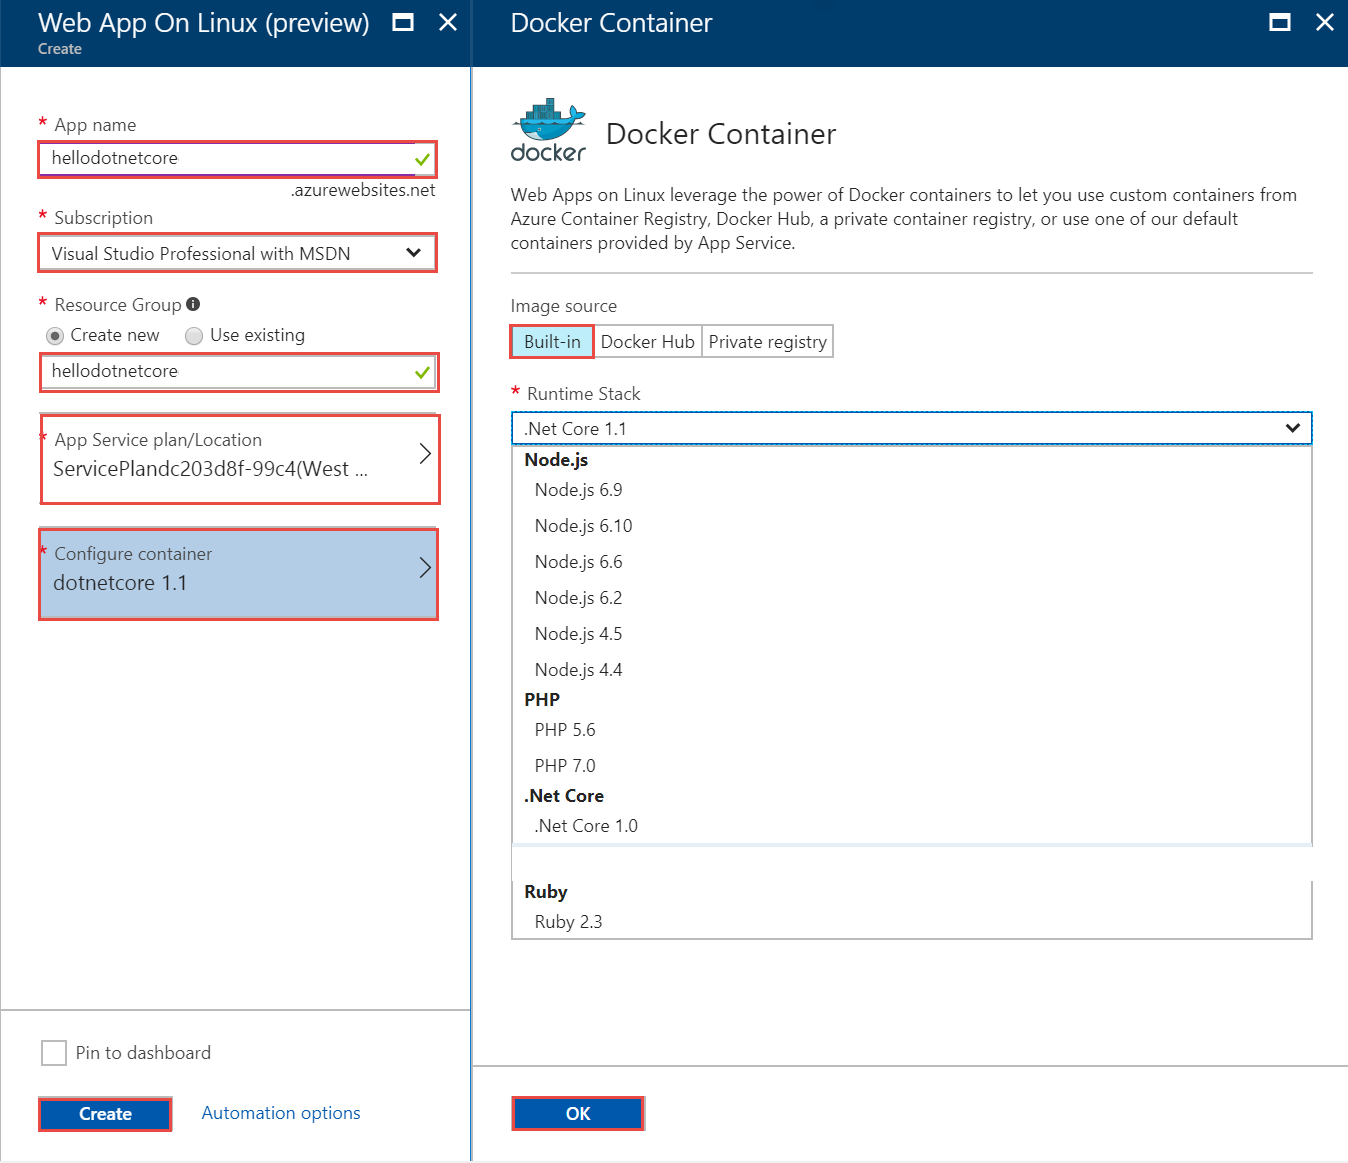 Web App On Linux (preview)
Create
* App name
hellodotnetcore
.azurewebsites.net
* Subscription
Visual Studio Professional with MSDN
* Resource Group
Create new Use existing
hellodotnetcore
* App Service plan/Location
ServicePlandc203d8f-99c4(West ...
* Configure container
dotnetcore 1.1
Pin to dashboard
Create Automation options
Docker Container
docker
Docker Container
Web Apps on Linux leverage the power of Docker containers to let you use custom containers from
Azure Container Registry, Docker Hub, a private container registry, or use one of our default
containers provided by App Service.
Image source
Built-in Docker Hub Private registry
* Runtime Stack
.Net Core 1.1
Node.js
Node.js 6.9
Node.js 6.10
Node.js 6.6
Node.js 6.2
Node.js 4.5
Node.js 4.4
PHP
PHP 5.6
PHP 7.0
.Net Core
.Net Core 1.0
Ruby
Ruby 2.3
OK